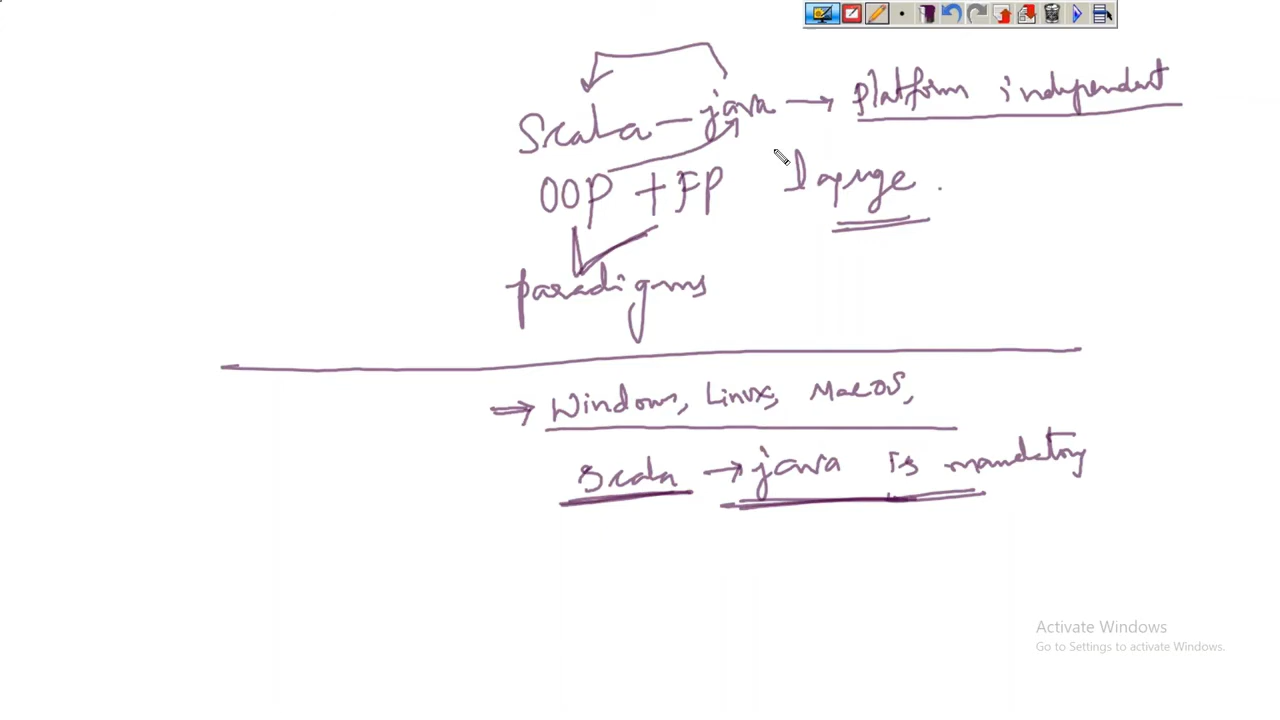 Scala – java → Platform independent
OOP + FP
paradigms
⇒ Windows, Linux, MacOS,
Scala → java is mandatory
Activate Windows
Go to Settings to activate Windows.